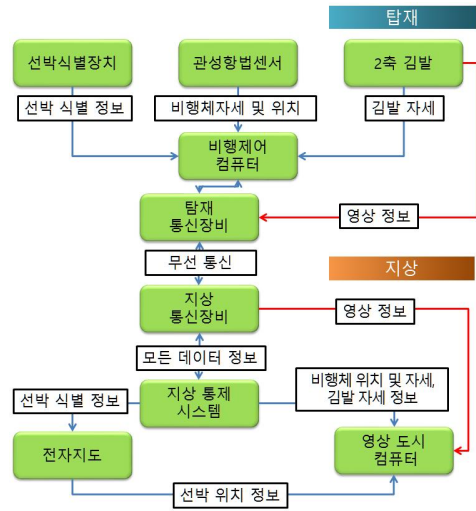 탑재
선박식별장치
관성항법센서
2축 김발
선박 식별 정보
비행체자세 및 위치
김발 자세
비행제어
컴퓨터
탐재
통신장비
영상 정보
무선 통신
지상
지상
통신장비
영상 정보
모든 데이터 정보
선박 식별 정보
지상 통제
시스템
비행체 위치 및 자세,
김발 자세 정보
전자지도
영상 도시
컴퓨터
선박 위치 정보